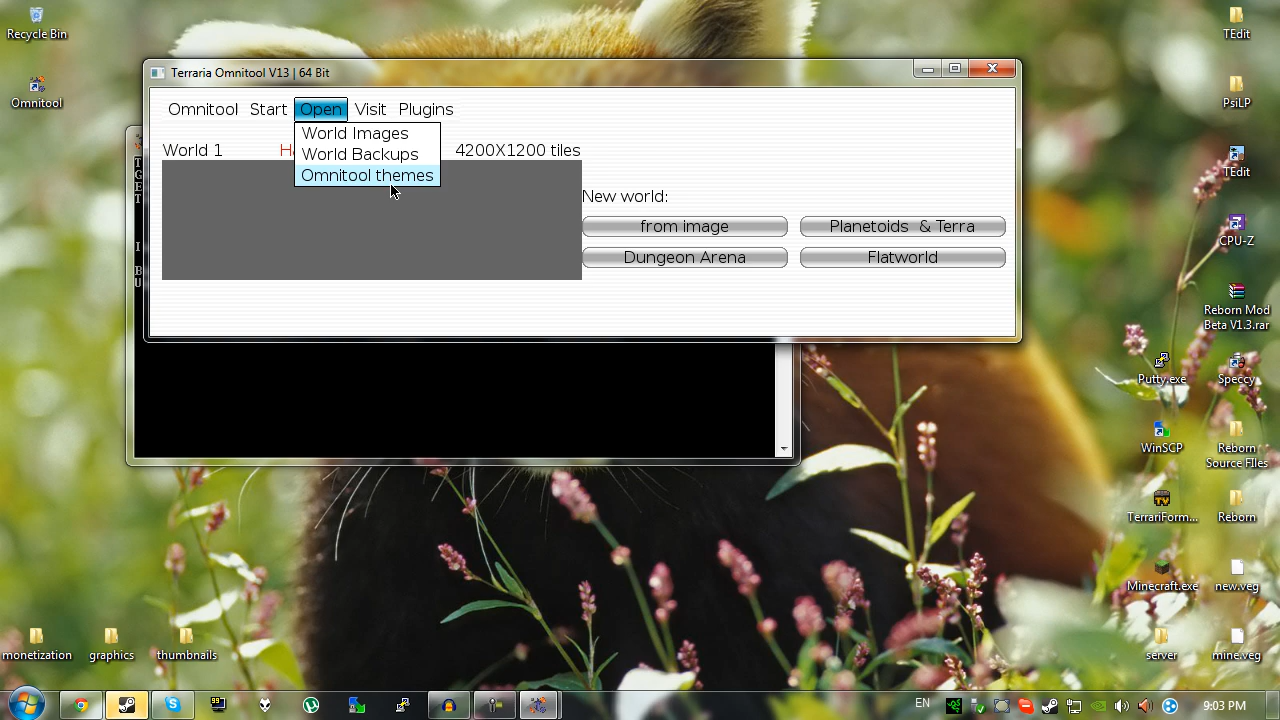 Recycle Bin
Omnitool
Terraria Omnitool V13 | 64 Bit
Omnitool Start Open Visit Plugins
World Images
World Backups
Omnitool themes
World 1
4200X1200 tiles
New world:
from image
Planetoids & Terra
Dungeon Arena
Flatworld
T
G
E
T
I
B
U
TEdit
PsiLP
TEdit
CPU-Z
Reborn Mod
Beta V1.3.rar
Putty.exe
Speccy
WinSCP
Reborn
Source FIles
TerrariForm...
Reborn
Minecraft.exe
new.veg
server
mine.veg
monetization
graphics
thumbnails
EN
9:03 PM